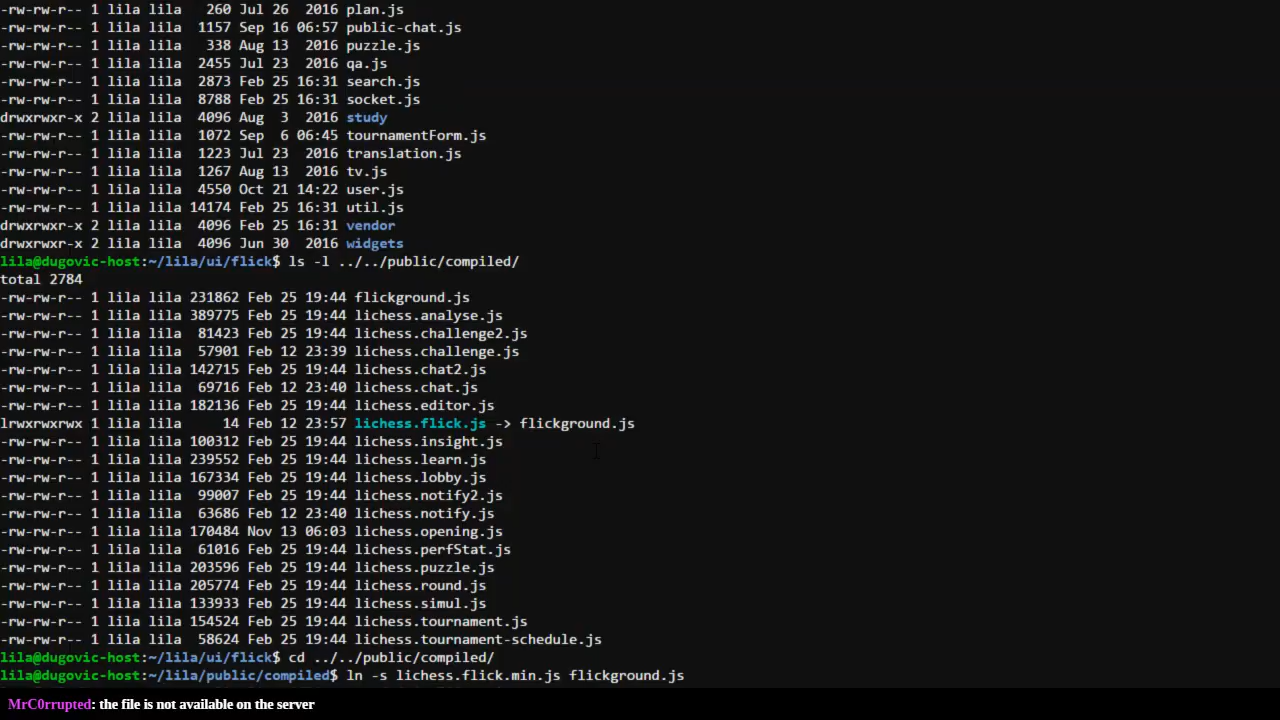 -rw-rw-r-- 1 lila lila   260 Jul 26  2016 plan.js
-rw-rw-r-- 1 lila lila  1157 Sep 16 06:57 public-chat.js
-rw-rw-r-- 1 lila lila   338 Aug 13  2016 puzzle.js
-rw-rw-r-- 1 lila lila  2455 Jul 23  2016 qa.js
-rw-rw-r-- 1 lila lila  2873 Feb 25 16:31 search.js
-rw-rw-r-- 1 lila lila  8788 Feb 25 16:31 socket.js
drwxrwxr-x 2 lila lila  4096 Aug  3  2016 study
-rw-rw-r-- 1 lila lila  1072 Sep  6 06:45 tournamentForm.js
-rw-rw-r-- 1 lila lila  1223 Jul 23  2016 translation.js
-rw-rw-r-- 1 lila lila  1267 Aug 13  2016 tv.js
-rw-rw-r-- 1 lila lila  4550 Oct 21 14:22 user.js
-rw-rw-r-- 1 lila lila 14174 Feb 25 16:31 util.js
drwxrwxr-x 2 lila lila  4096 Feb 25 16:31 vendor
drwxrwxr-x 2 lila lila  4096 Jun 30  2016 widgets
lila@dugovic-host:~/lila/ui/flick$ ls -l ../../public/compiled/
total 2784
-rw-rw-r-- 1 lila lila 231862 Feb 25 19:44 flickground.js
-rw-rw-r-- 1 lila lila 389775 Feb 25 19:44 lichess.analyse.js
-rw-rw-r-- 1 lila lila  81423 Feb 25 19:44 lichess.challenge2.js
-rw-rw-r-- 1 lila lila  57901 Feb 12 23:39 lichess.challenge.js
-rw-rw-r-- 1 lila lila 142715 Feb 25 19:44 lichess.chat2.js
-rw-rw-r-- 1 lila lila  69716 Feb 12 23:40 lichess.chat.js
-rw-rw-r-- 1 lila lila 182136 Feb 25 19:44 lichess.editor.js
lrwxrwxrwx 1 lila lila     14 Feb 12 23:57 lichess.flick.js -> flickground.js
-rw-rw-r-- 1 lila lila 100312 Feb 25 19:44 lichess.insight.js
-rw-rw-r-- 1 lila lila 239552 Feb 25 19:44 lichess.learn.js
-rw-rw-r-- 1 lila lila 167334 Feb 25 19:44 lichess.lobby.js
-rw-rw-r-- 1 lila lila  99007 Feb 25 19:44 lichess.notify2.js
-rw-rw-r-- 1 lila lila  63686 Feb 12 23:40 lichess.notify.js
-rw-rw-r-- 1 lila lila 170484 Nov 13 06:03 lichess.opening.js
-rw-rw-r-- 1 lila lila  61016 Feb 25 19:44 lichess.perfStat.js
-rw-rw-r-- 1 lila lila 203596 Feb 25 19:44 lichess.puzzle.js
-rw-rw-r-- 1 lila lila 205774 Feb 25 19:44 lichess.round.js
-rw-rw-r-- 1 lila lila 133933 Feb 25 19:44 lichess.simul.js
-rw-rw-r-- 1 lila lila 154524 Feb 25 19:44 lichess.tournament.js
-rw-rw-r-- 1 lila lila  58624 Feb 25 19:44 lichess.tournament-schedule.js
lila@dugovic-host:~/lila/ui/flick$ cd ../../public/compiled/
lila@dugovic-host:~/lila/public/compiled$ ln -s lichess.flick.min.js flickground.js
MrC0rrupted: the file is not available on the server